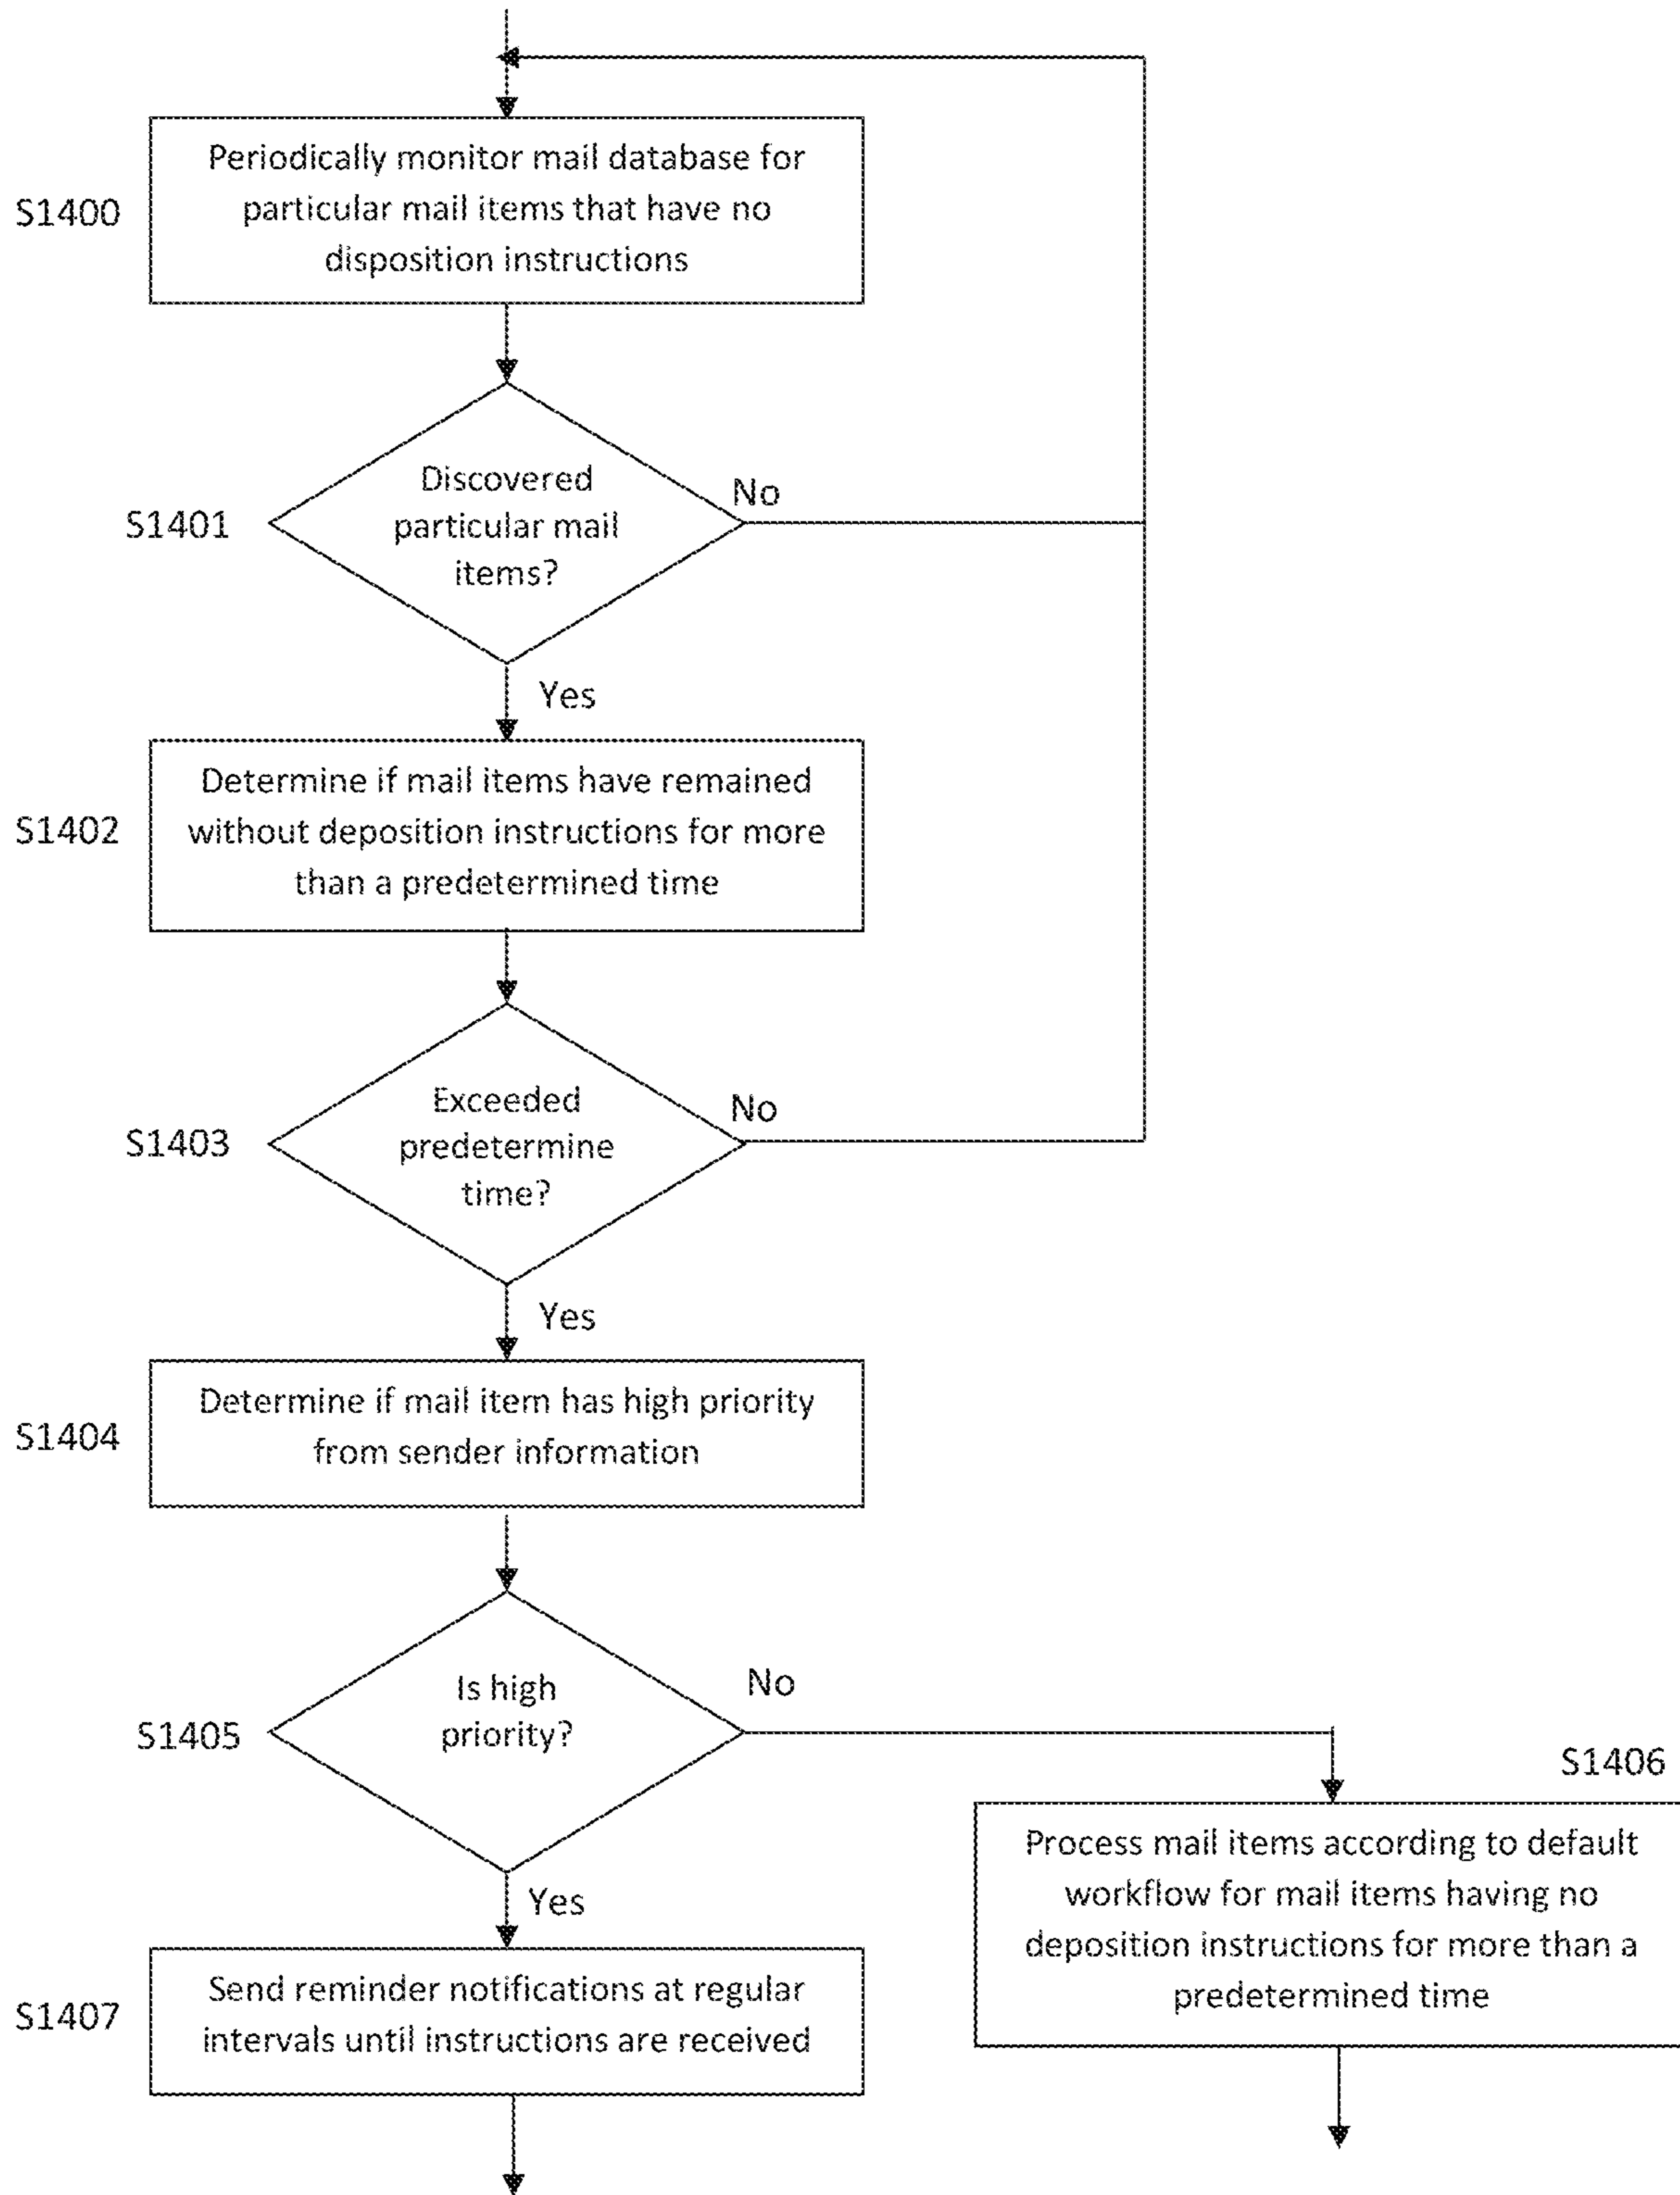 Periodically monitor mail database for
particular mail items that have no
disposition instructions
S1400
Discovered
particular mail
items?
S1401
No
Yes
Determine if mail items have remained
without deposition instructions for more
than a predetermined time
S1402
Exceeded
predetermine
time?
S1403
No
Yes
Determine if mail item has high priority
from sender information
S1404
Is high
priority?
S1405
No
S1406
Process mail items according to default
workflow for mail items having no
deposition instructions for more than a
predetermined time
Yes
Send reminder notifications at regular
intervals until instructions are received
S1407